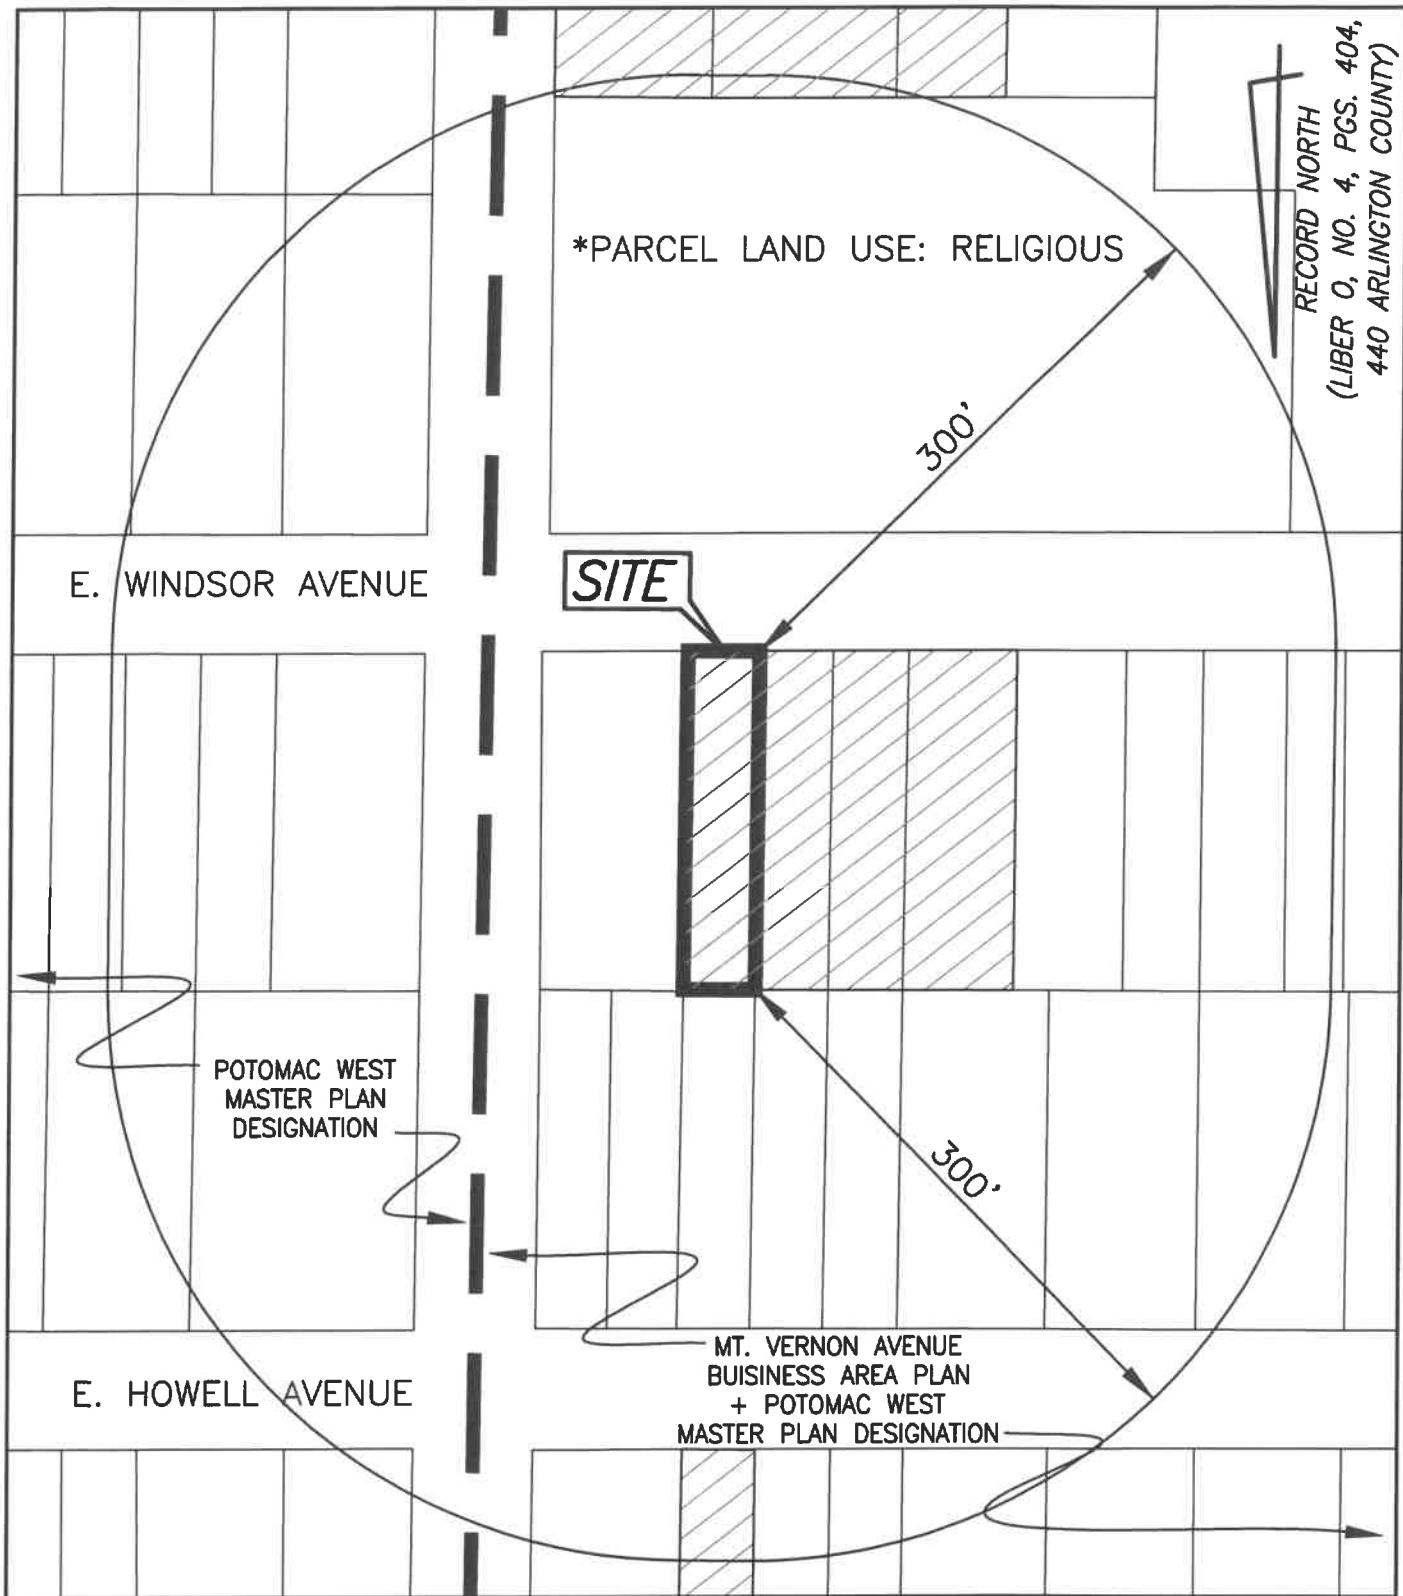 RECORD NORTH
(LIBER O, NO. 4, PGS. 404,
440 ARLINGTON COUNTY)
*PARCEL LAND USE: RELIGIOUS
300'
E. WINDSOR AVENUE
SITE
POTOMAC WEST
MASTER PLAN
DESIGNATION
300'
MT. VERNON AVENUE
BUISINESS AREA PLAN
+ POTOMAC WEST
MASTER PLAN DESIGNATION
E. HOWELL AVENUE